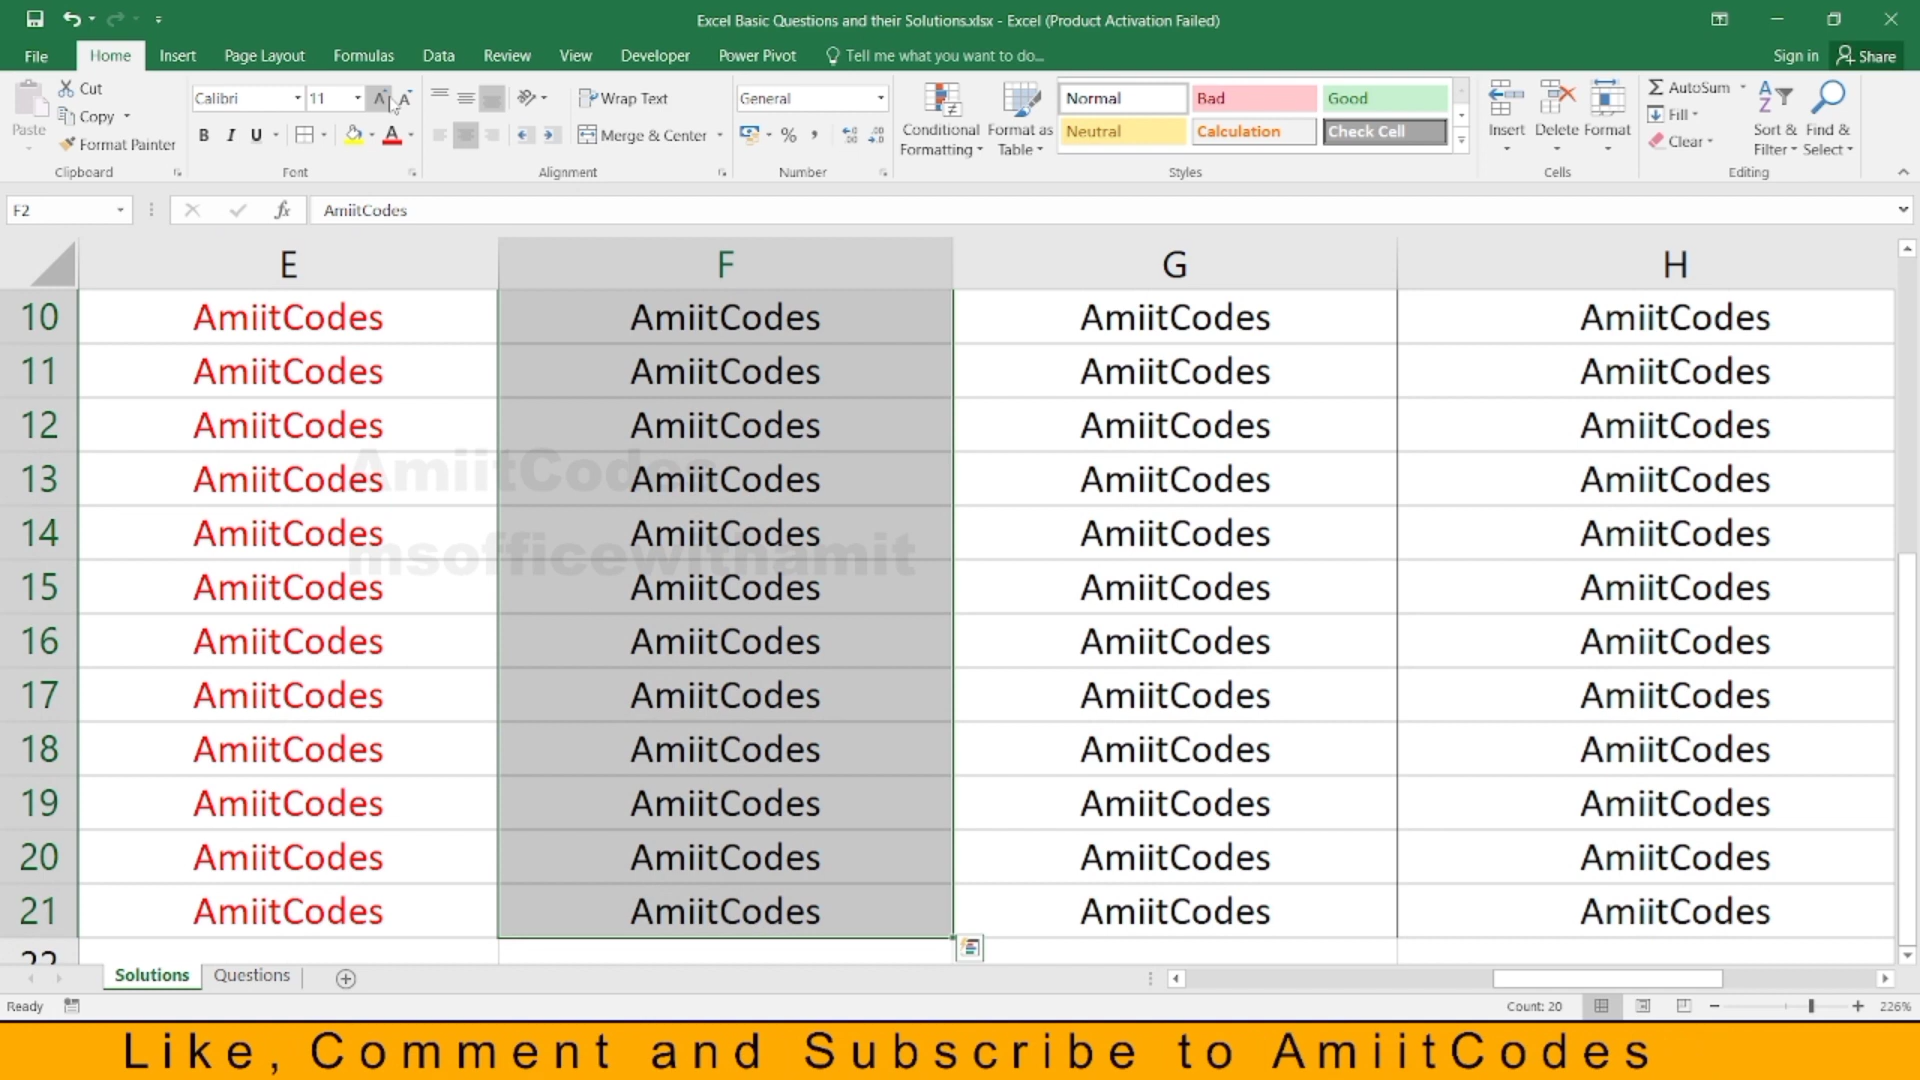 Excel Basic Questions and their Solutions.xlsx - Excel (Product Activation Failed)
File Home Insert Page Layout Formulas Data Review View Developer Power Pivot Tell me what you want to do... Sign in Share
Cut
Copy
Format Painter
Paste
Clipboard
Calibri 11
B I U A
Font
Wrap Text
Merge & Center
Alignment
General
%
Number
Conditional Formatting
Format as Table
Normal Bad Good
Neutral Calculation Check Cell
Styles
Insert Delete Format
Cells
AutoSum
Fill
Clear
Sort & Filter
Find & Select
Editing
F2 fx AmiitCodes
E F G H
10 AmiitCodes AmiitCodes AmiitCodes AmiitCodes
11 AmiitCodes AmiitCodes AmiitCodes AmiitCodes
12 AmiitCodes AmiitCodes AmiitCodes AmiitCodes
13 AmiitCodes AmiitCodes AmiitCodes AmiitCodes
14 AmiitCodes AmiitCodes AmiitCodes AmiitCodes
15 AmiitCodes AmiitCodes AmiitCodes AmiitCodes
16 AmiitCodes AmiitCodes AmiitCodes AmiitCodes
17 AmiitCodes AmiitCodes AmiitCodes AmiitCodes
18 AmiitCodes AmiitCodes AmiitCodes AmiitCodes
19 AmiitCodes AmiitCodes AmiitCodes AmiitCodes
20 AmiitCodes AmiitCodes AmiitCodes AmiitCodes
21 AmiitCodes AmiitCodes AmiitCodes AmiitCodes
22
AmiitCodes
msofficewithamit
Solutions Questions
Ready Count: 20 226%
Like, Comment and Subscribe to AmiitCodes